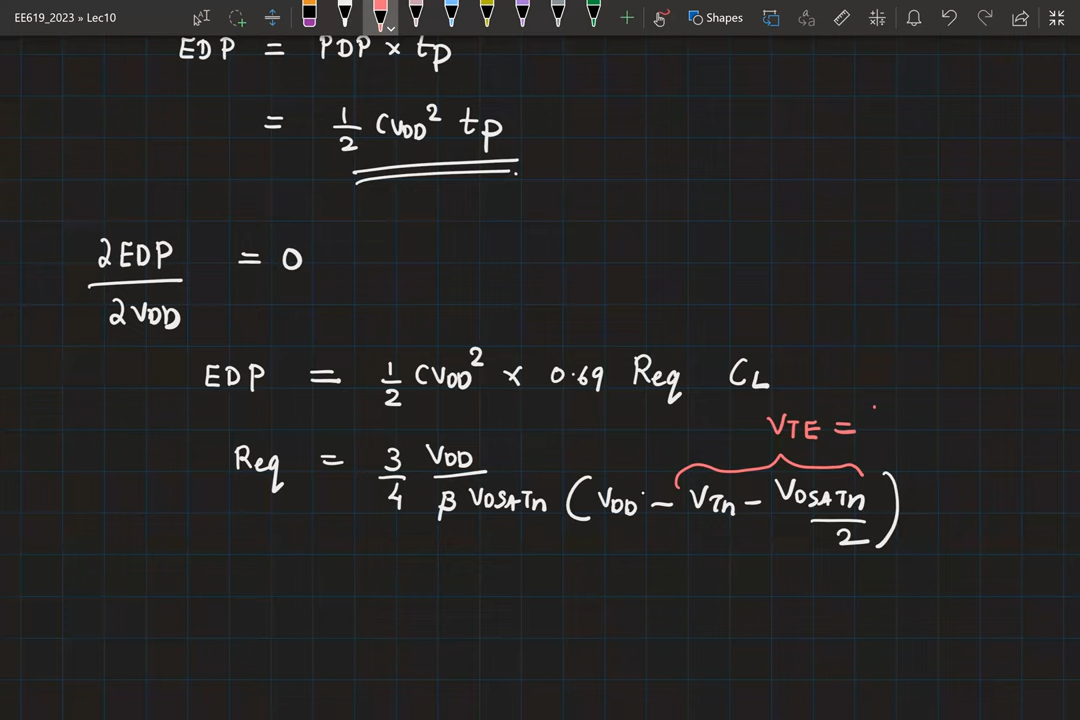 EE619_2023 » Lec10
Shapes
EDP = PDP × tp
= 1/2 CVDD² tp
∂EDP/∂VDD = 0
EDP = 1/2 CVDD² × 0.69 Req CL
VTE =
Req = 3/4 VDD/β VDSATn (VDD - VTn - VDSATn/2)